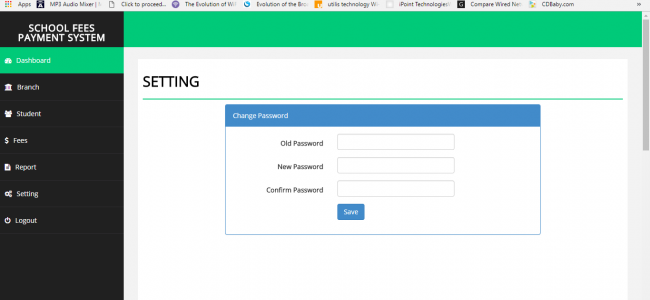 Apps MP3 Audio Mixer | Click to proceed... The Evolution of Wi Evolution of the Bro utilis technology W iPoint Technologies Compare Wired Net CDBaby.com »
SCHOOL FEES
PAYMENT SYSTEM
Dashboard
Branch
Student
$ Fees
Report
Setting
Logout
SETTING
Change Password
Old Password
New Password
Confirm Password
Save